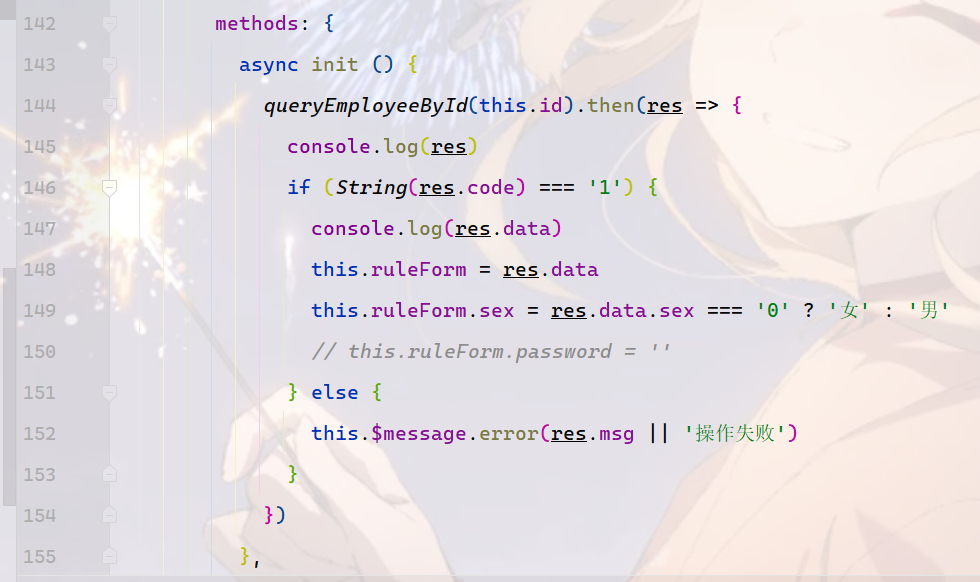 142 methods: {
143 async init () {
144 queryEmployeeById(this.id).then(res => {
145 console.log(res)
146 if (String(res.code) === '1') {
147 console.log(res.data)
148 this.ruleForm = res.data
149 this.ruleForm.sex = res.data.sex === '0' ? '女' : '男'
150 // this.ruleForm.password = ''
151 } else {
152 this.$message.error(res.msg || '操作失败')
153 }
154 })
155 },